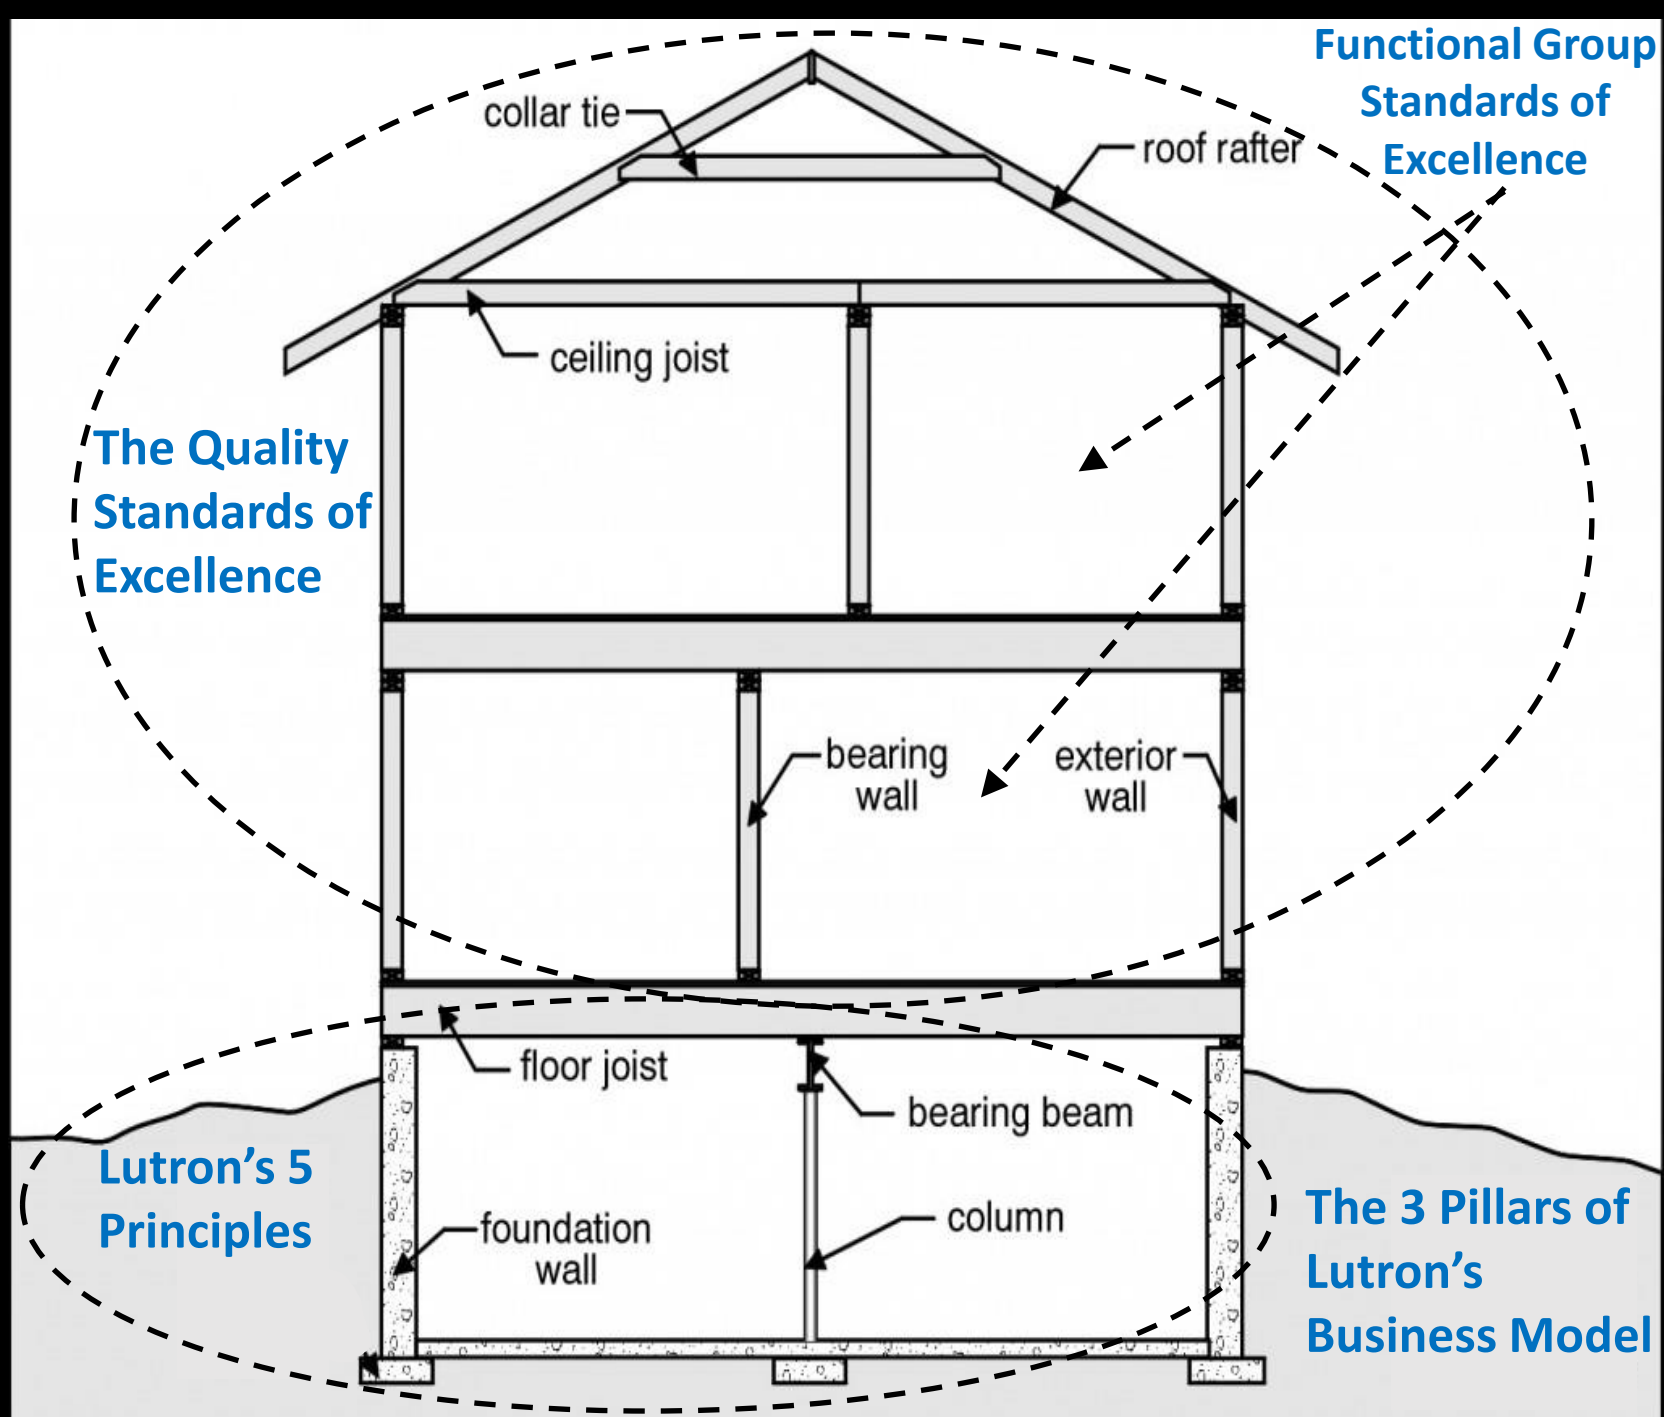 Functional Group
Standards of
Excellence
collar tie
roof rafter
ceiling joist
The Quality
Standards of
Excellence
bearing
wall
exterior
wall
floor joist
bearing beam
Lutron’s 5
Principles
foundation
wall
column
The 3 Pillars of
Lutron’s
Business Model